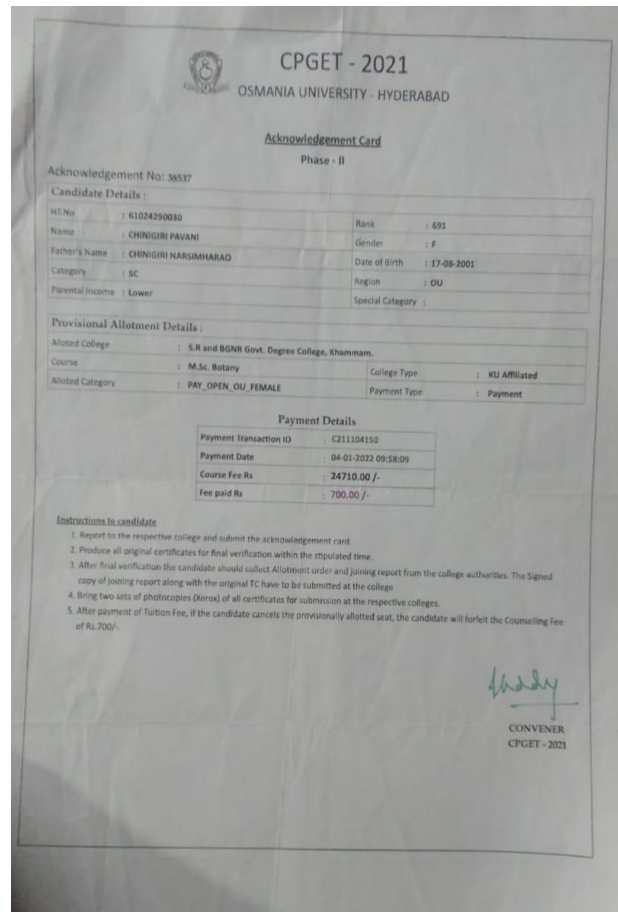 CPGET - 2021
OSMANIA UNIVERSITY - HYDERABAD
Acknowledgement Card
Phase - II
Acknowledgement No: 38537
Candidate Details :
HT.No : 61024290030
Rank : 691
Name : CHINIGIRI PAVANI
Gender : F
Father's Name : CHINIGIRI NARSIMHARAO
Date of Birth : 17-08-2001
Category : SC
Region : OU
Parental Income : Lower
Special Category :
Provisional Allotment Details :
Alloted College : S.R and BGNR Govt. Degree College, Khammam.
Course : M.Sc. Botany
College Type : KU Affiliated
Alloted Category : PAY_OPEN_OU_FEMALE
Payment Type : Payment
Payment Details
Payment Transaction ID : C211104150
Payment Date : 04-01-2022 09:58:09
Course Fee Rs : 24710.00 /-
Fee paid Rs : 700.00 /-
Instructions to candidate
1. Report to the respective college and submit the acknowledgement card.
2. Produce all original certificates for final verification within the stipulated time.
3. After final verification the candidate should collect Allotment order and joining report from the college authorities. The Signed
copy of joining report along with the original TC have to be submitted at the college
4. Bring two sets of photocopies (Xerox) of all certificates for submission at the respective colleges.
5. After payment of Tuition Fee, if the candidate cancels the provisionally allotted seat, the candidate will forfeit the Counselling Fee
of Rs.700/-.
CONVENER
CPGET - 2021